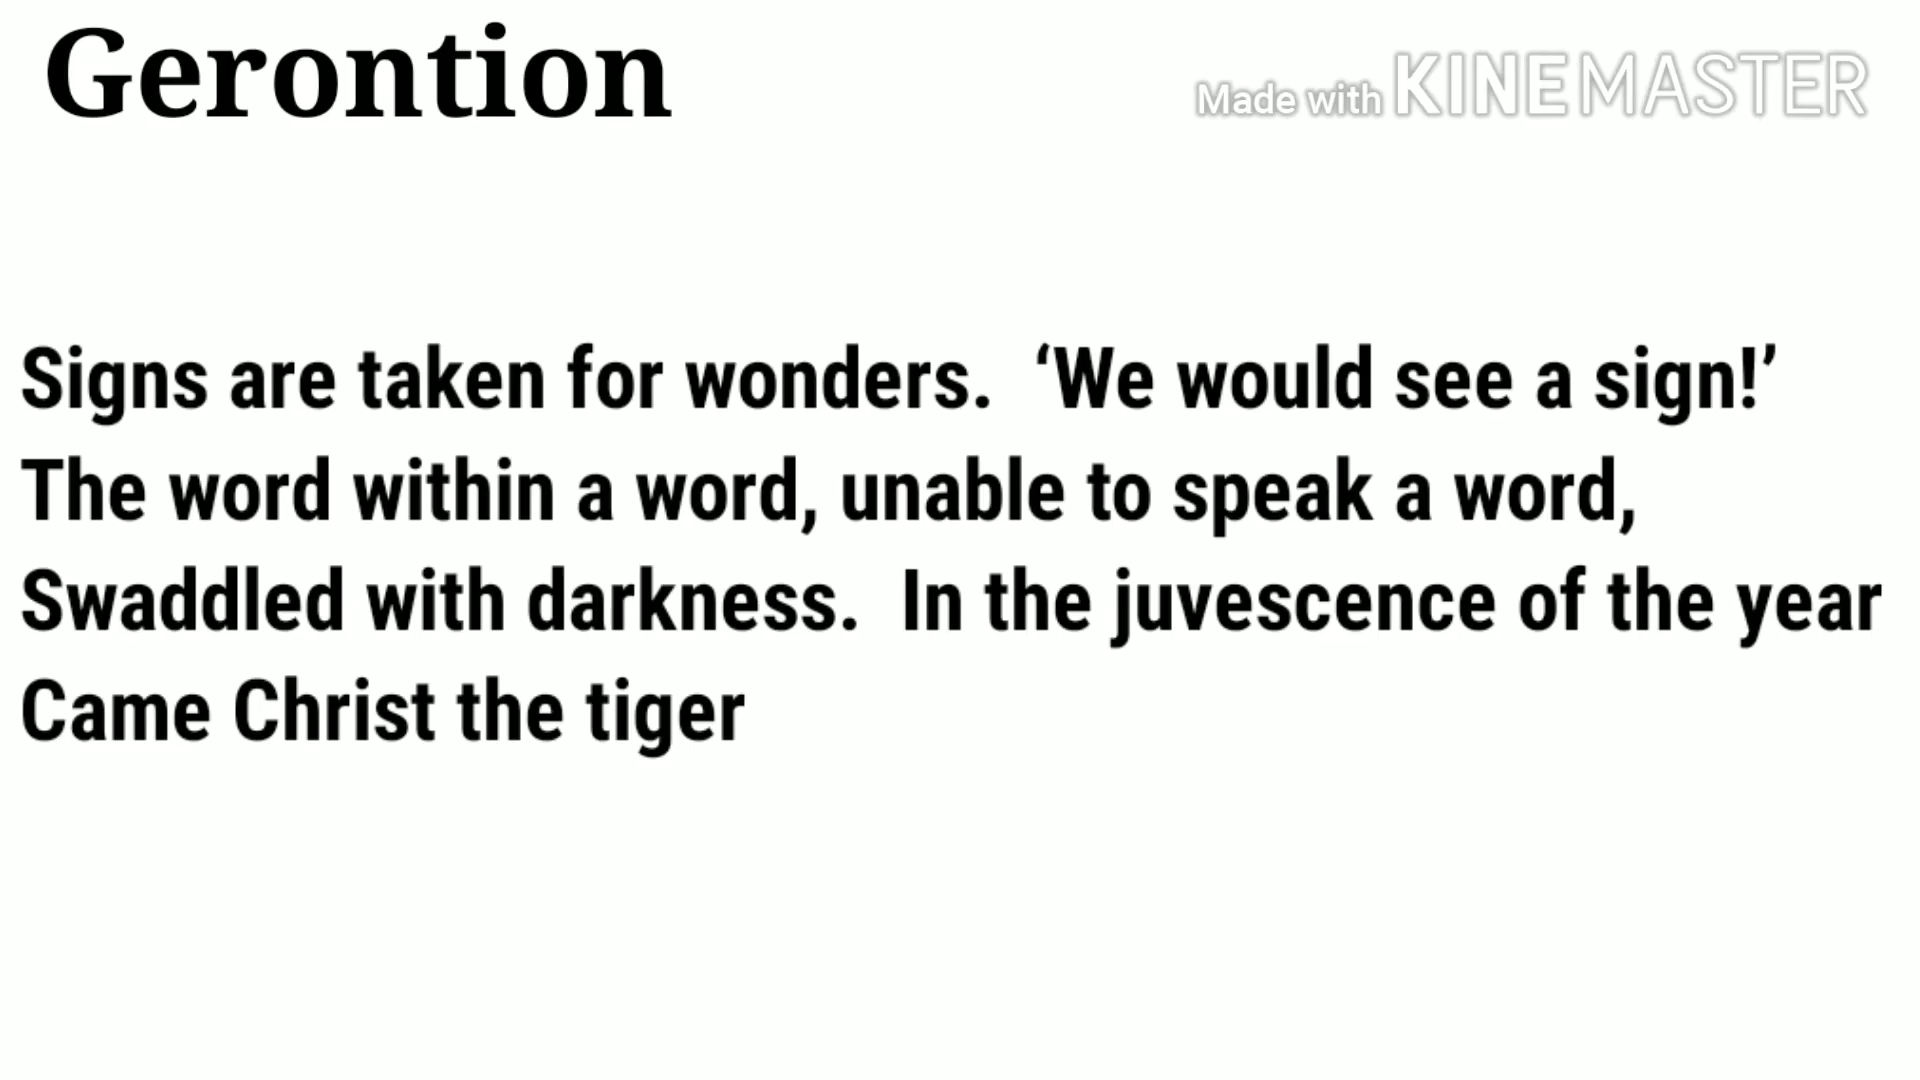 Gerontion
Made with KINEMASTER
Signs are taken for wonders.  ‘We would see a sign!’
The word within a word, unable to speak a word,
Swaddled with darkness.  In the juvescence of the year
Came Christ the tiger